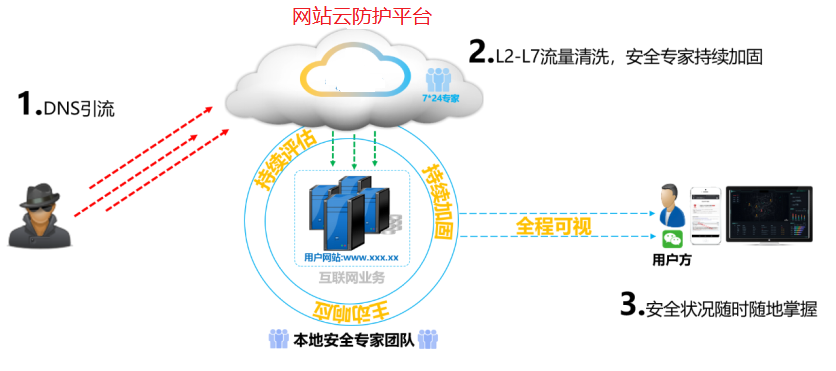 网站云防护平台
2.L2-L7流量清洗，安全专家持续加固
7*24专家
1.DNS引流
持续评估
持续加固
全程可视
用户网站:www.xxx.xx
互联网业务
用户方
主动响应
3.安全状况随时随地掌握
本地安全专家团队